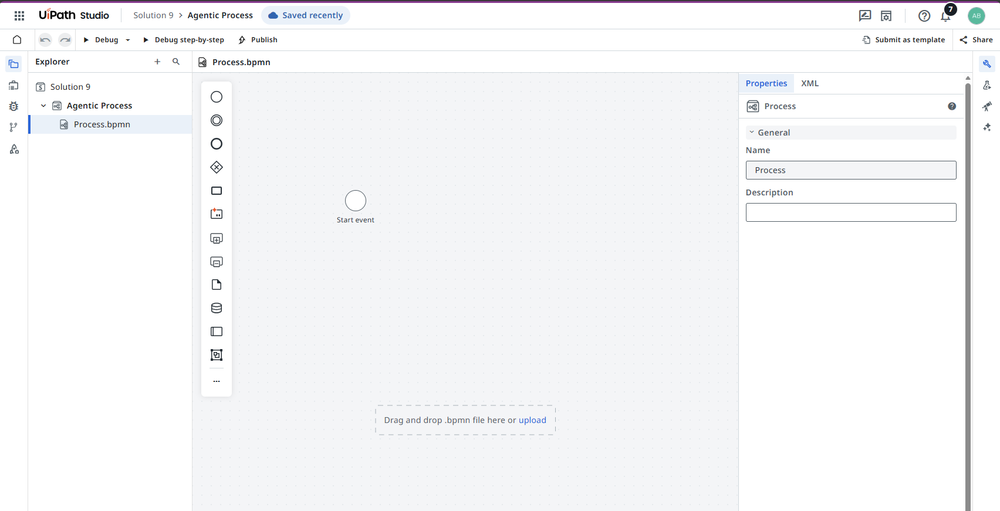 UiPath Studio
Solution 9 > Agentic Process
Saved recently
7
AB
Debug
Debug step-by-step
Publish
Submit as template
Share
Explorer
Process.bpmn
Solution 9
Agentic Process
Process.bpmn
Start event
Drag and drop .bpmn file here or upload
Properties
XML
Process
General
Name
Process
Description